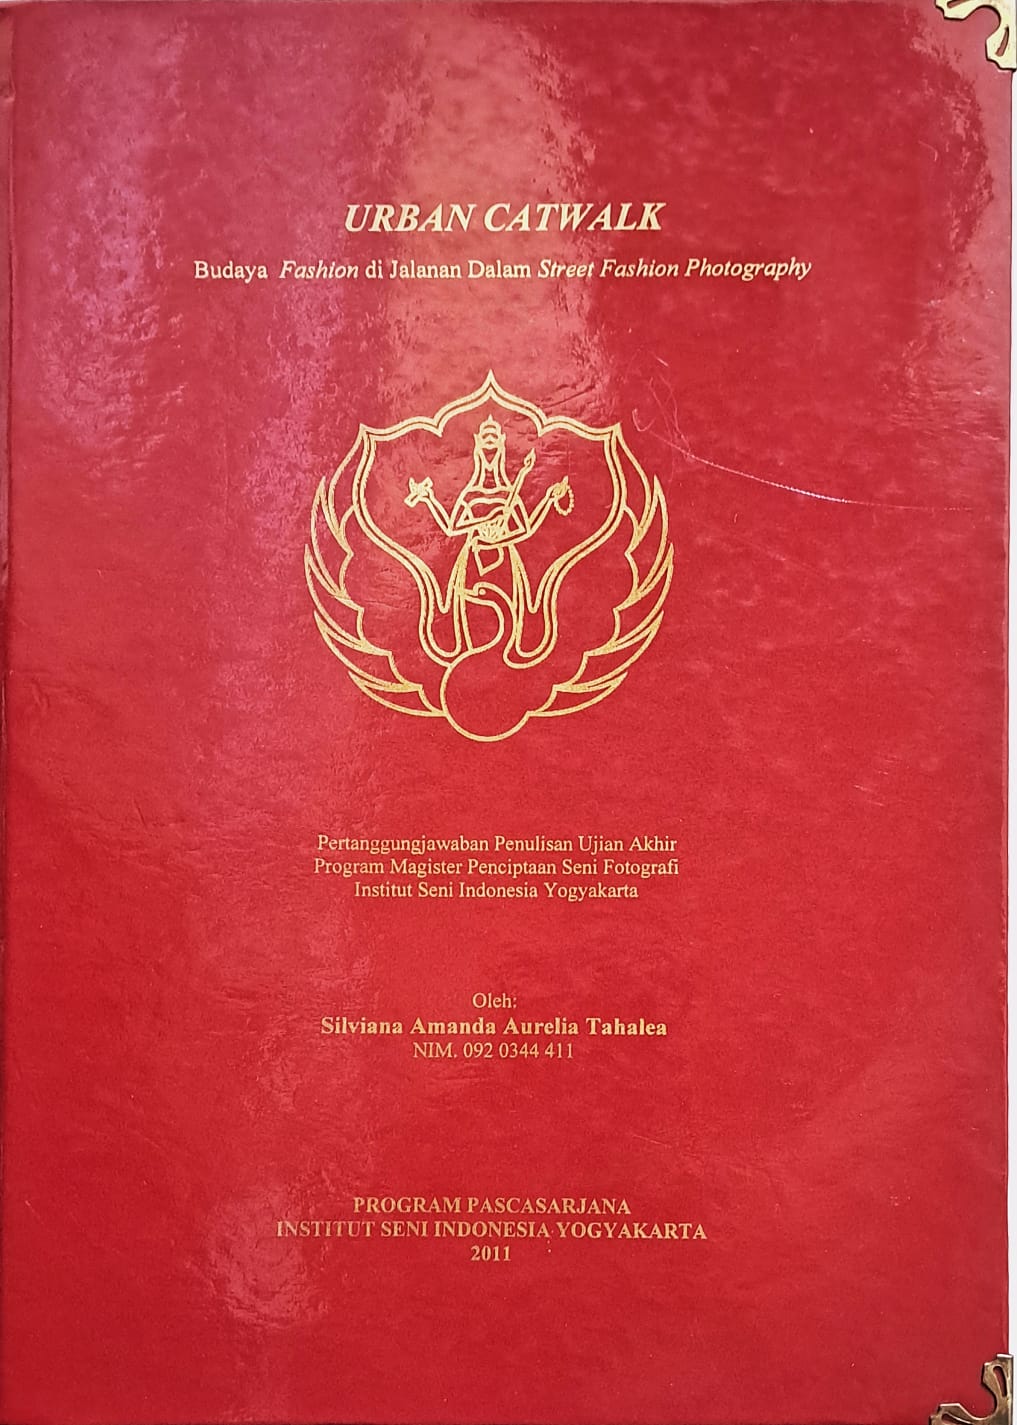 URBAN CATWALK
Budaya Fashion di Jalanan Dalam Street Fashion Photography
Pertanggungjawaban Penulisan Ujian Akhir
Program Magister Penciptaan Seni Fotografi
Institut Seni Indonesia Yogyakarta
Oleh:
Silviana Amanda Aurelia Tahalea
NIM. 092 0344 411
PROGRAM PASCASARJANA
INSTITUT SENI INDONESIA YOGYAKARTA
2011